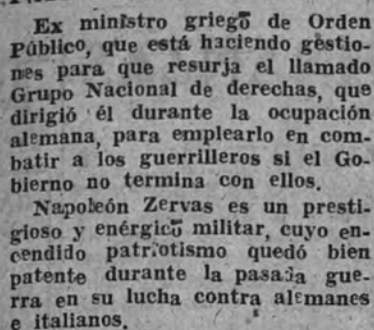 Ex ministro griego de Orden
Público, que está haciendo gestio-
nes para que resurja el llamado
Grupo Nacional de derechas, que
dirigió él durante la ocupación
alemana, para emplearlo en com-
batir a los guerrilleros si el Go-
bierno no termina con ellos.
Napoleón Zervas es un presti-
gioso y enérgico militar, cuyo en-
cendido patriotismo quedó bien
patente durante la pasada gue-
rra en su lucha contra alemanes
e italianos.